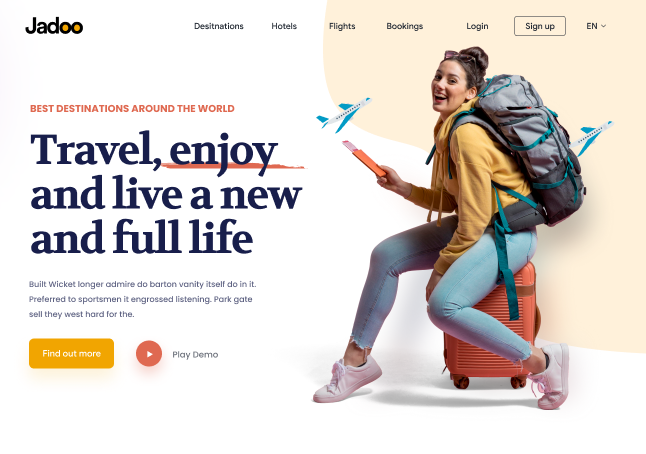 Jadoo
Desitnations
Hotels
Flights
Bookings
Login
Sign up
EN
BEST DESTINATIONS AROUND THE WORLD
Travel, enjoy
and live a new
and full life
Built Wicket longer admire do barton vanity itself do in it.
Preferred to sportsmen it engrossed listening. Park gate
sell they west hard for the.
Find out more
Play Demo